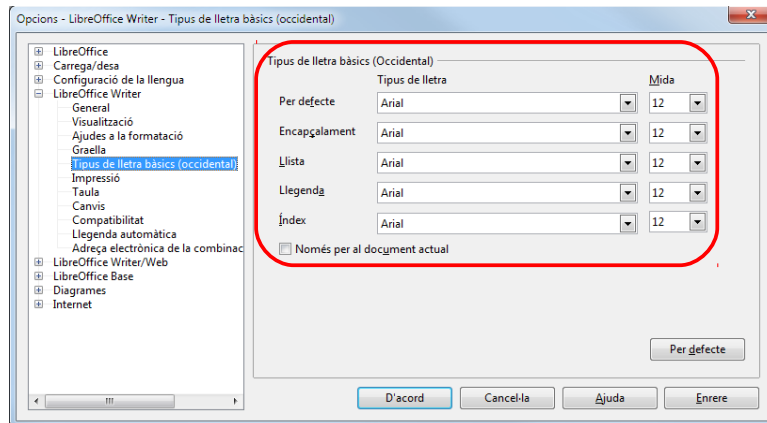 Opcions - LibreOffice Writer - Tipus de lletra bàsics (occidental)
LibreOffice
Carrega/desa
Configuració de la llengua
LibreOffice Writer
General
Visualització
Ajudes a la formatació
Graella
Tipus de lletra bàsics (occidental)
Impressió
Taula
Canvis
Compatibilitat
Llegenda automàtica
Adreça electrònica de la combinac
LibreOffice Writer/Web
LibreOffice Base
Diagrames
Internet
Tipus de lletra bàsics (Occidental)
Tipus de lletra Mida
Per defecte Arial 12
Encapçalament Arial 12
Llista Arial 12
Llegenda Arial 12
Índex Arial 12
Només per al document actual
Per defecte
D'acord Cancel·la Ajuda Enrere